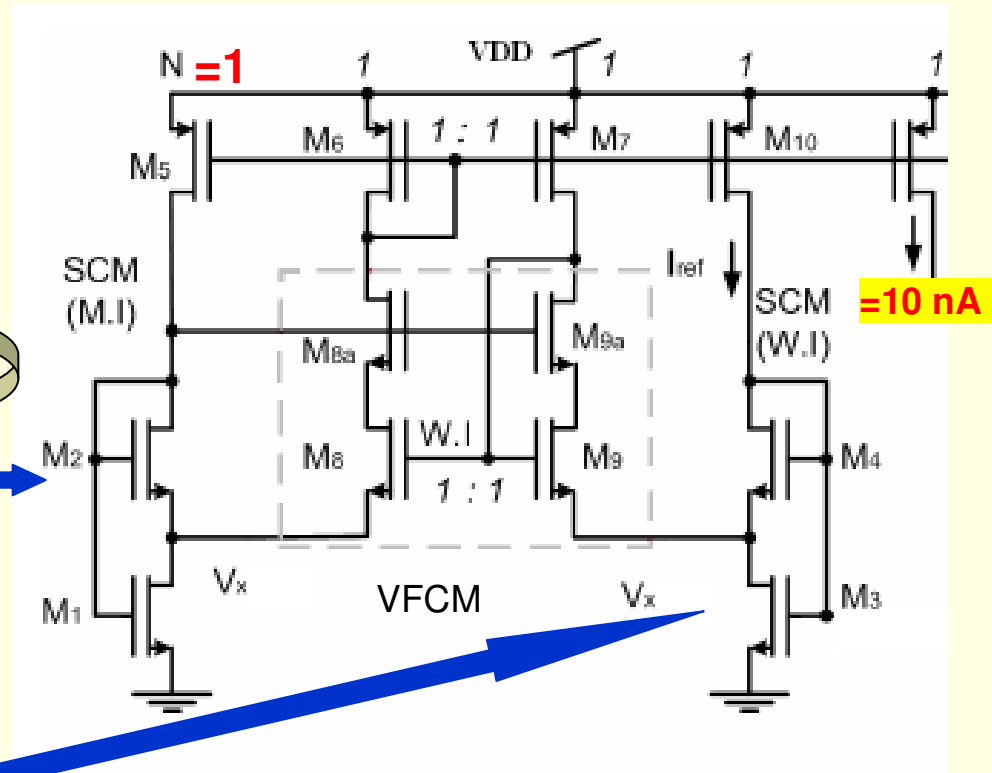 N =1 1 VDD 1 1 1
M5 M6 1 : 1 M7 M10
SCM
(M.I)
Iref
SCM
(W.I)
=10 nA
M8a M9a
M2 M8 W.I M9 M4
1 : 1
M1 Vx VFCM Vx M3